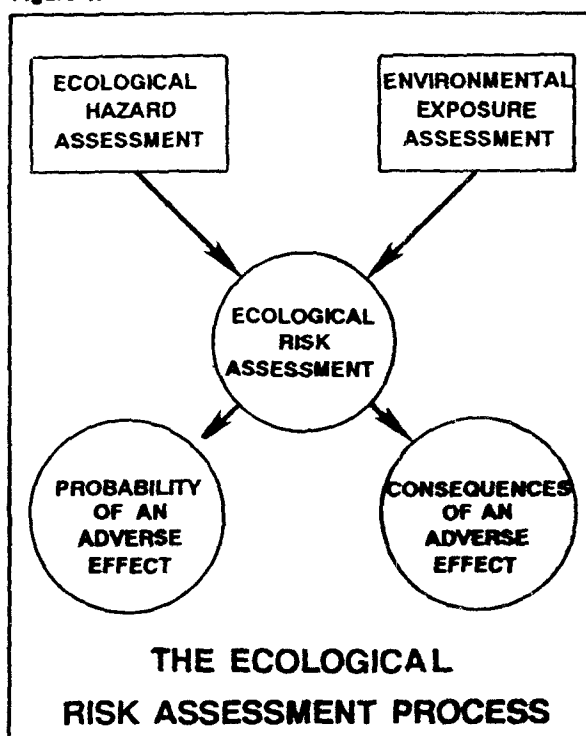 ECOLOGICAL
HAZARD
ASSESSMENT
ENVIRONMENTAL
EXPOSURE
ASSESSMENT
ECOLOGICAL
RISK
ASSESSMENT
PROBABILITY
OF AN
ADVERSE
EFFECT
CONSEQUENCES
OF AN
ADVERSE
EFFECT
THE ECOLOGICAL
RISK ASSESSMENT PROCESS